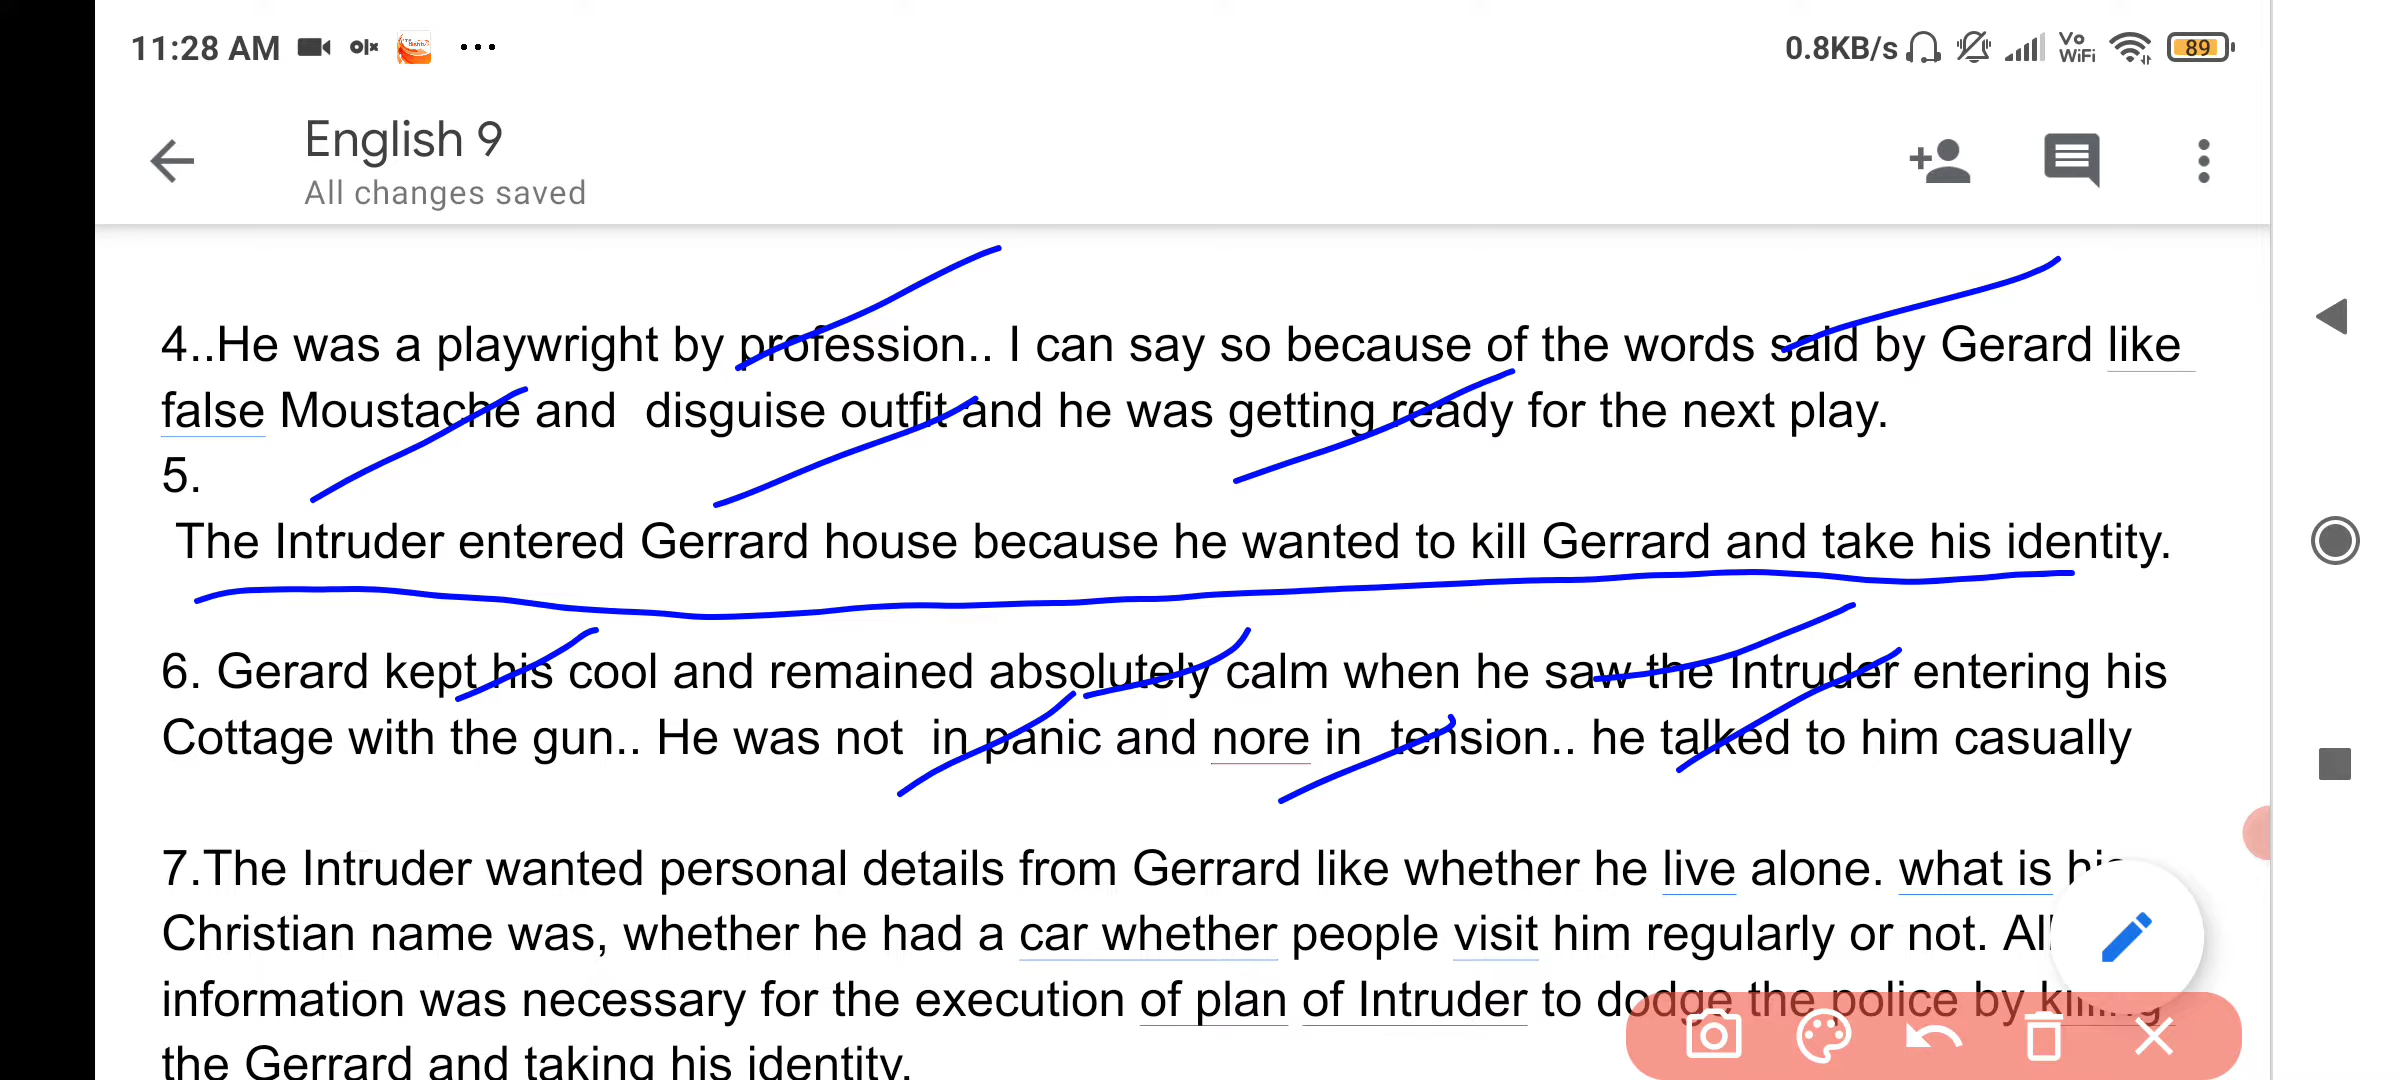 11:28 AM olx ... 0.8KB/s Vo WiFi 89
English 9
All changes saved
4..He was a playwright by profession.. I can say so because of the words said by Gerard like
false Moustache and disguise outfit and he was getting ready for the next play.
5.
The Intruder entered Gerrard house because he wanted to kill Gerrard and take his identity.
6. Gerard kept his cool and remained absolutely calm when he saw the Intruder entering his
Cottage with the gun.. He was not in panic and nore in tension.. he talked to him casually
7.The Intruder wanted personal details from Gerrard like whether he live alone. what is his
Christian name was, whether he had a car whether people visit him regularly or not. All
information was necessary for the execution of plan of Intruder to dodge the police by killing
the Gerrard and taking his identity.